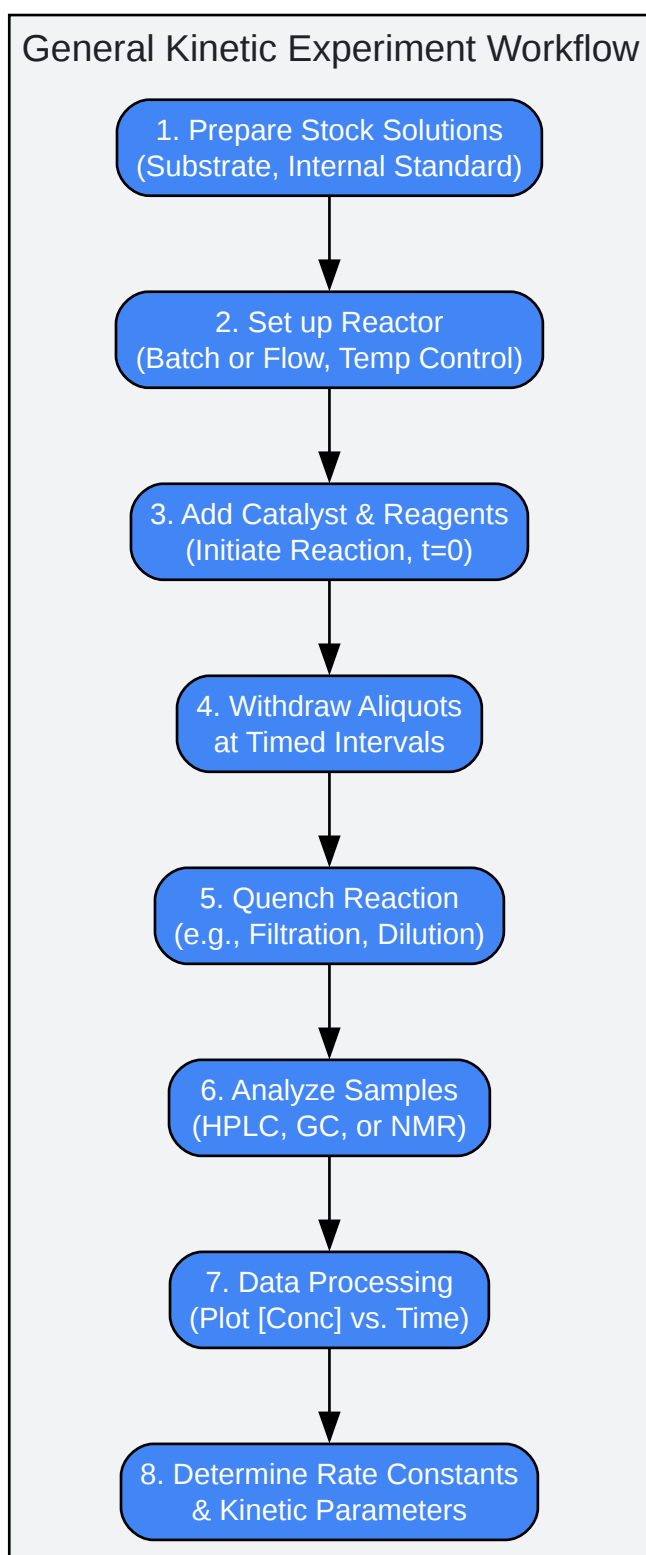 General Kinetic Experiment Workflow
1. Prepare Stock Solutions
(Substrate, Internal Standard)
2. Set up Reactor
(Batch or Flow, Temp Control)
3. Add Catalyst & Reagents
(Initiate Reaction, t=0)
4. Withdraw Aliquots
at Timed Intervals
5. Quench Reaction
(e.g., Filtration, Dilution)
6. Analyze Samples
(HPLC, GC, or NMR)
7. Data Processing
(Plot [Conc] vs. Time)
8. Determine Rate Constants
& Kinetic Parameters